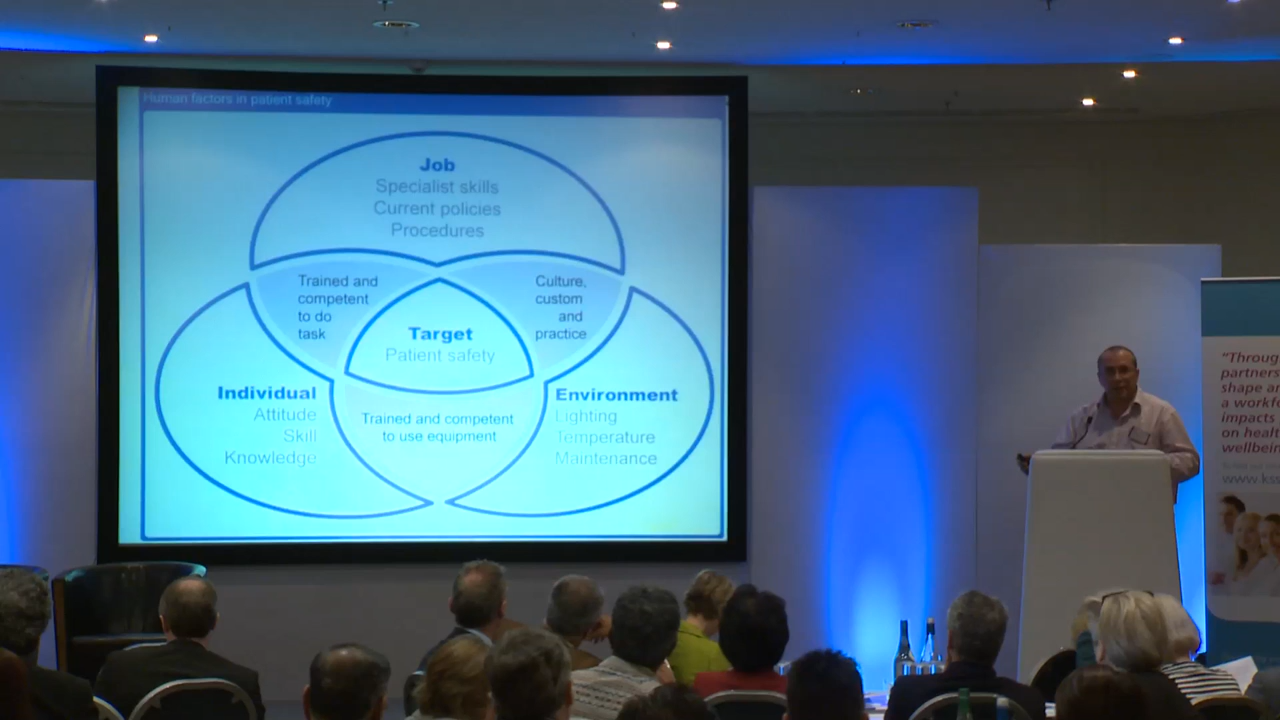 Human factors in patient safety
Job
Specialist skills
Current policies
Procedures
Trained and
competent
to do
task
Culture,
custom
and
practice
Target
Patient safety
Individual
Attitude
Skill
Knowledge
Trained and competent
to use equipment
Environment
Lighting
Temperature
Maintenance
"Throug
partners
shape an
a workfo
impacts
on healt
wellbein
www.ks